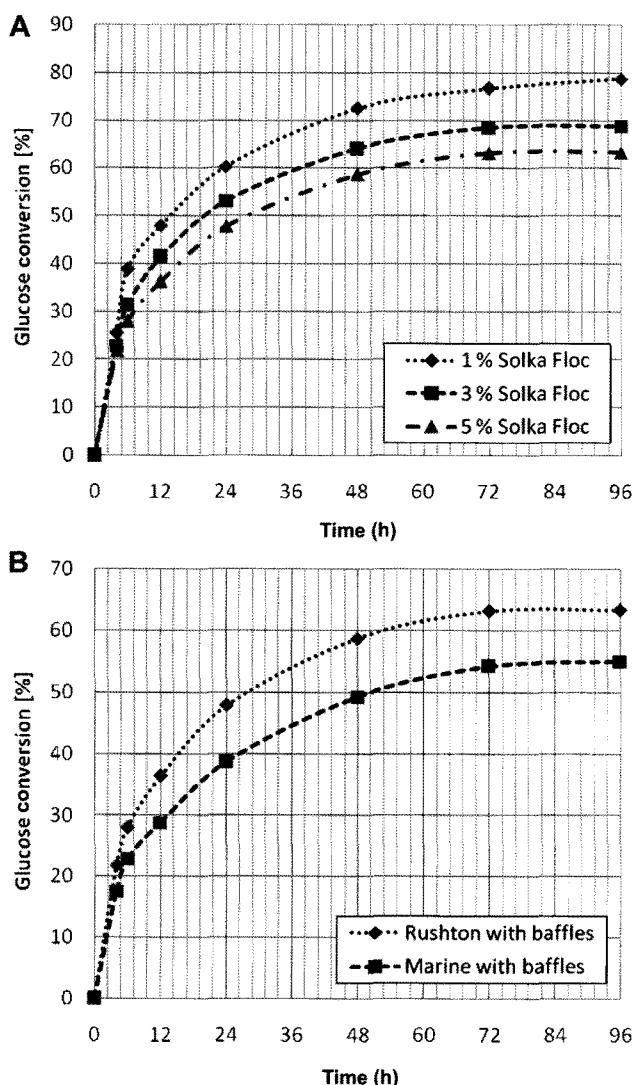 A
90
80
70
60
50
40
30
20
10
0
Glucose conversion [%]
1 % Solka Floc
3 % Solka Floc
5 % Solka Floc
0 12 24 36 48 60 72 84 96
Time (h)
B
70
60
50
40
30
20
10
0
Glucose conversion [%]
Rushton with baffles
Marine with baffles
0 12 24 36 48 60 72 84 96
Time (h)